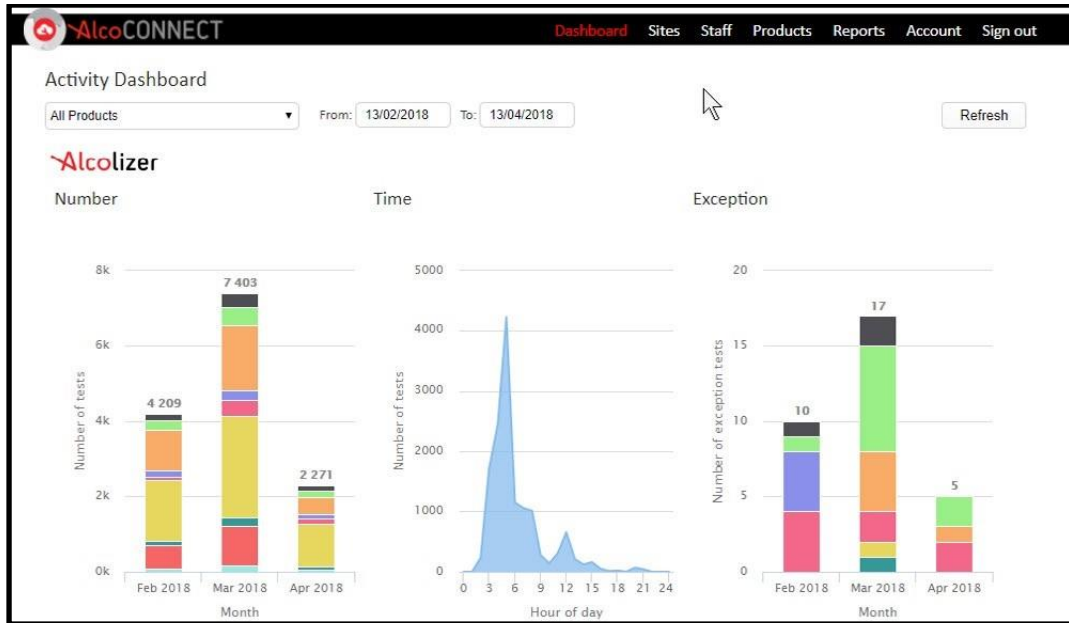 AlcoCONNECT
Dashboard Sites Staff Products Reports Account Sign out
Activity Dashboard
All Products From: 13/02/2018 To: 13/04/2018 Refresh
Alcolizer
Number Time Exception
Number of tests
8k
6k
4k
2k
0k
4 209
7 403
2 271
Feb 2018 Mar 2018 Apr 2018
Month
Number of tests
5000
4000
3000
2000
1000
0
0 3 6 9 12 15 18 21 24
Hour of day
Number of exception tests
20
15
10
5
0
10
17
5
Feb 2018 Mar 2018 Apr 2018
Month